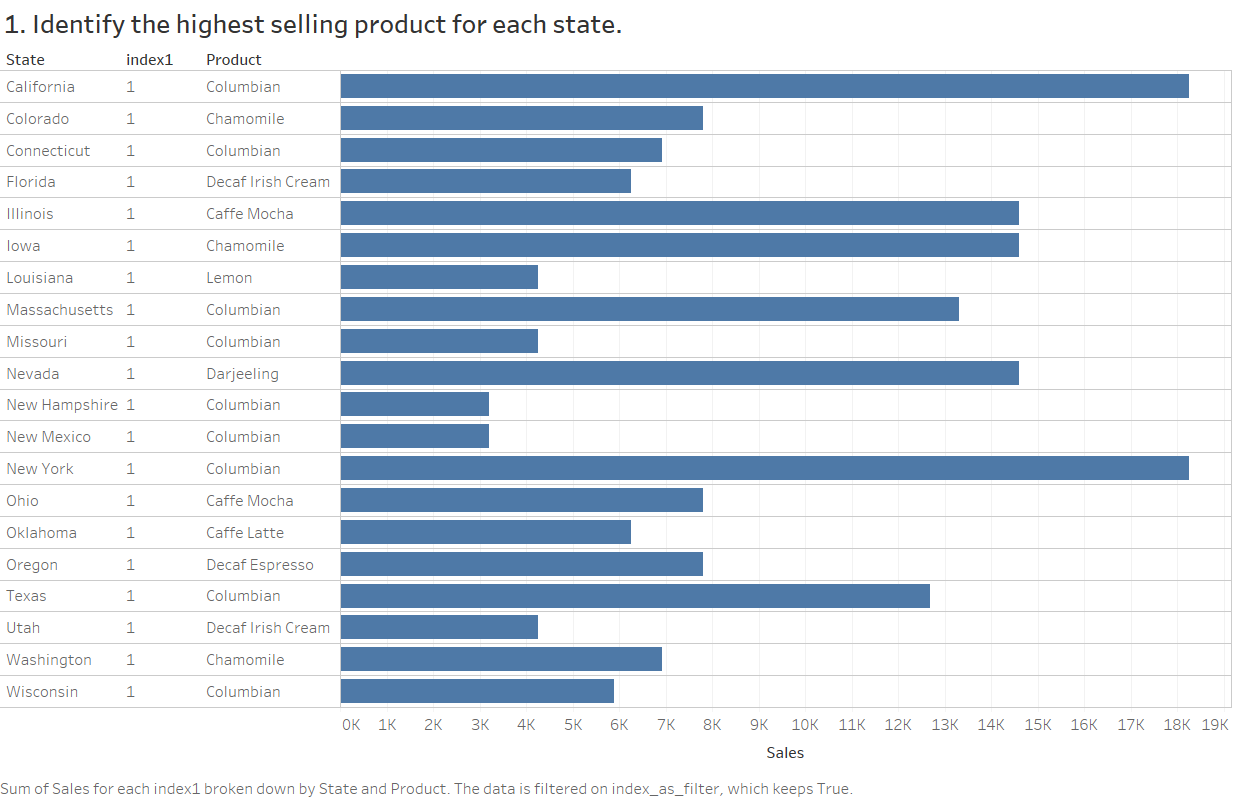 1. Identify the highest selling product for each state.
State index1 Product
California 1 Columbian
Colorado 1 Chamomile
Connecticut 1 Columbian
Florida 1 Decaf Irish Cream
Illinois 1 Caffe Mocha
Iowa 1 Chamomile
Louisiana 1 Lemon
Massachusetts 1 Columbian
Missouri 1 Columbian
Nevada 1 Darjeeling
New Hampshire 1 Columbian
New Mexico 1 Columbian
New York 1 Columbian
Ohio 1 Caffe Mocha
Oklahoma 1 Caffe Latte
Oregon 1 Decaf Espresso
Texas 1 Columbian
Utah 1 Decaf Irish Cream
Washington 1 Chamomile
Wisconsin 1 Columbian
0K 1K 2K 3K 4K 5K 6K 7K 8K 9K 10K 11K 12K 13K 14K 15K 16K 17K 18K 19K
Sales
Sum of Sales for each index1 broken down by State and Product. The data is filtered on index_as_filter, which keeps True.